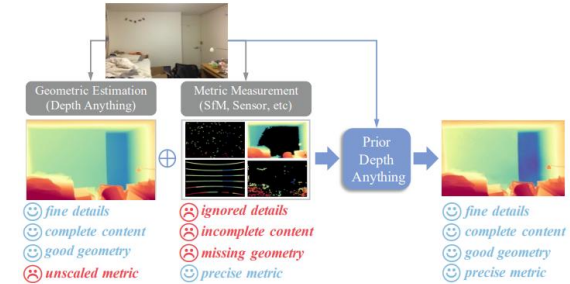 Geometric Estimation
(Depth Anything)
Metric Measurement
(SfM, Sensor, etc)
Prior
Depth
Anything
fine details
complete content
good geometry
unscaled metric
ignored details
incomplete content
missing geometry
precise metric
fine details
complete content
good geometry
precise metric